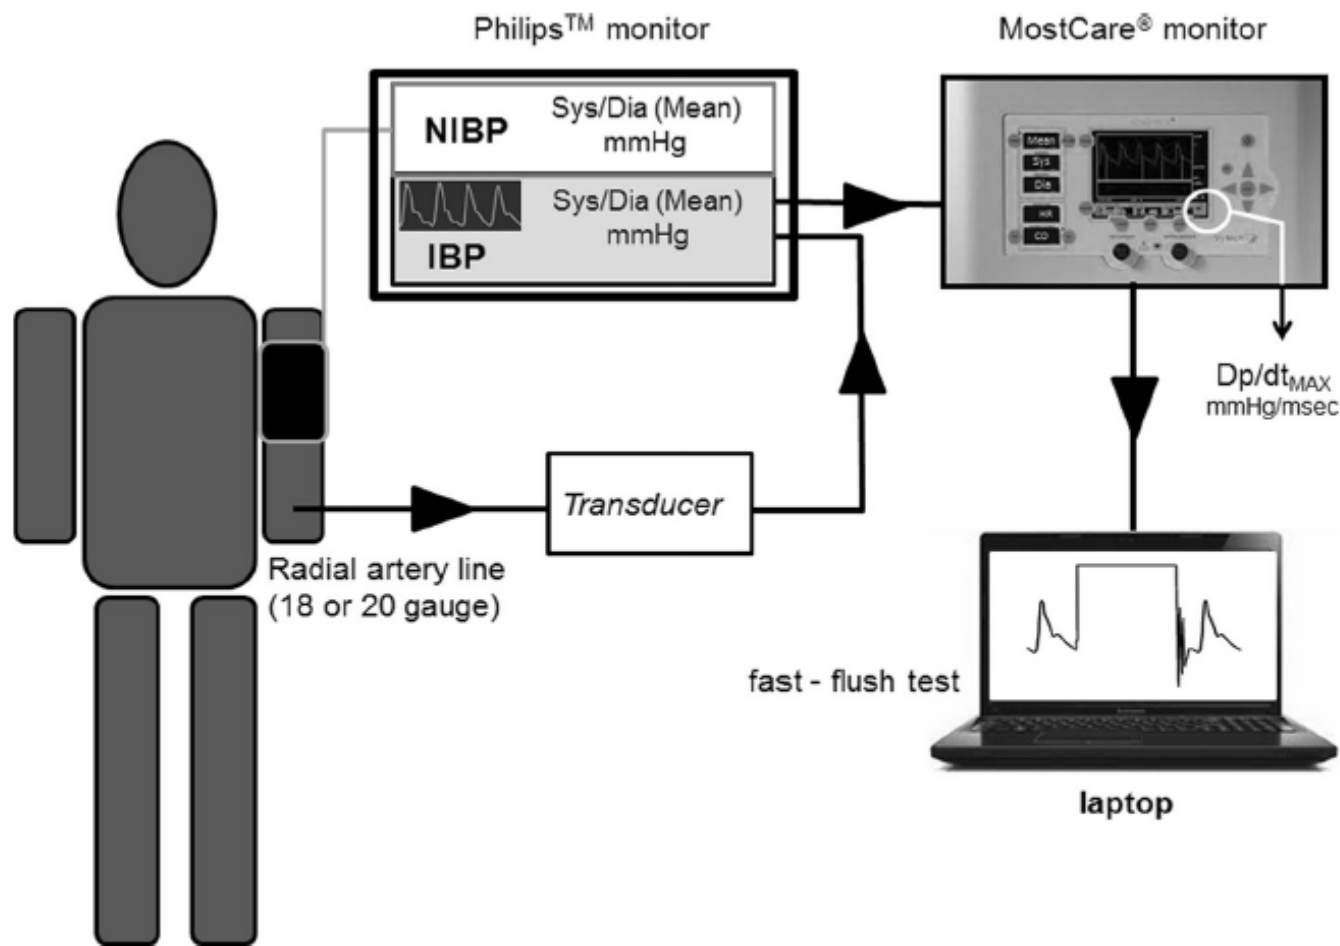 Philips™ monitor
MostCare® monitor
NIBP
Sys/Dia (Mean)
mmHg
IBP
Sys/Dia (Mean)
mmHg
Mean
Sys
Dia
HR
CO
Dp/dtMAX
mmHg/msec
Transducer
Radial artery line
(18 or 20 gauge)
fast - flush test
laptop